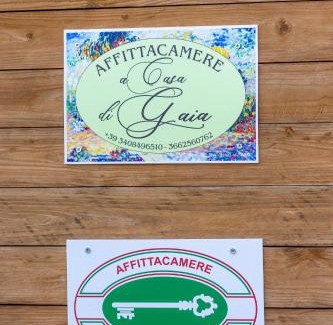 AFFITTACAMERE
a Casa
di Gaia
+39 3408496510 - 3662560762
AFFITTACAMERE